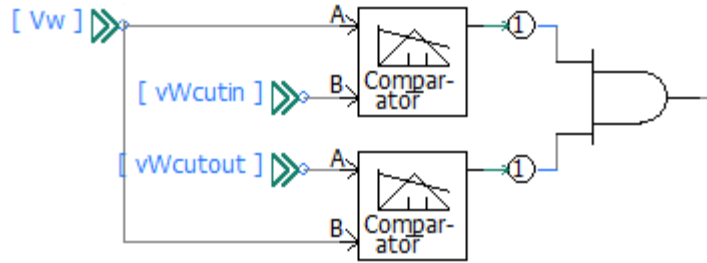 [ Vw ]
A
1
[ vWcutin ]
B
Compar-
ator
[ vWcutout ]
A
1
B
Compar-
ator